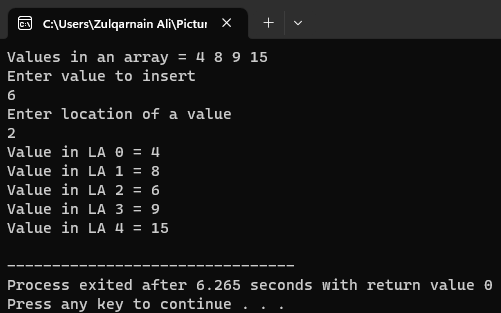 C:\Users\Zulqarnain Ali\Pictur
Values in an array = 4 8 9 15
Enter value to insert
6
Enter location of a value
2
Value in LA 0 = 4
Value in LA 1 = 8
Value in LA 2 = 6
Value in LA 3 = 9
Value in LA 4 = 15
--------------------------------
Process exited after 6.265 seconds with return value 0
Press any key to continue . . .